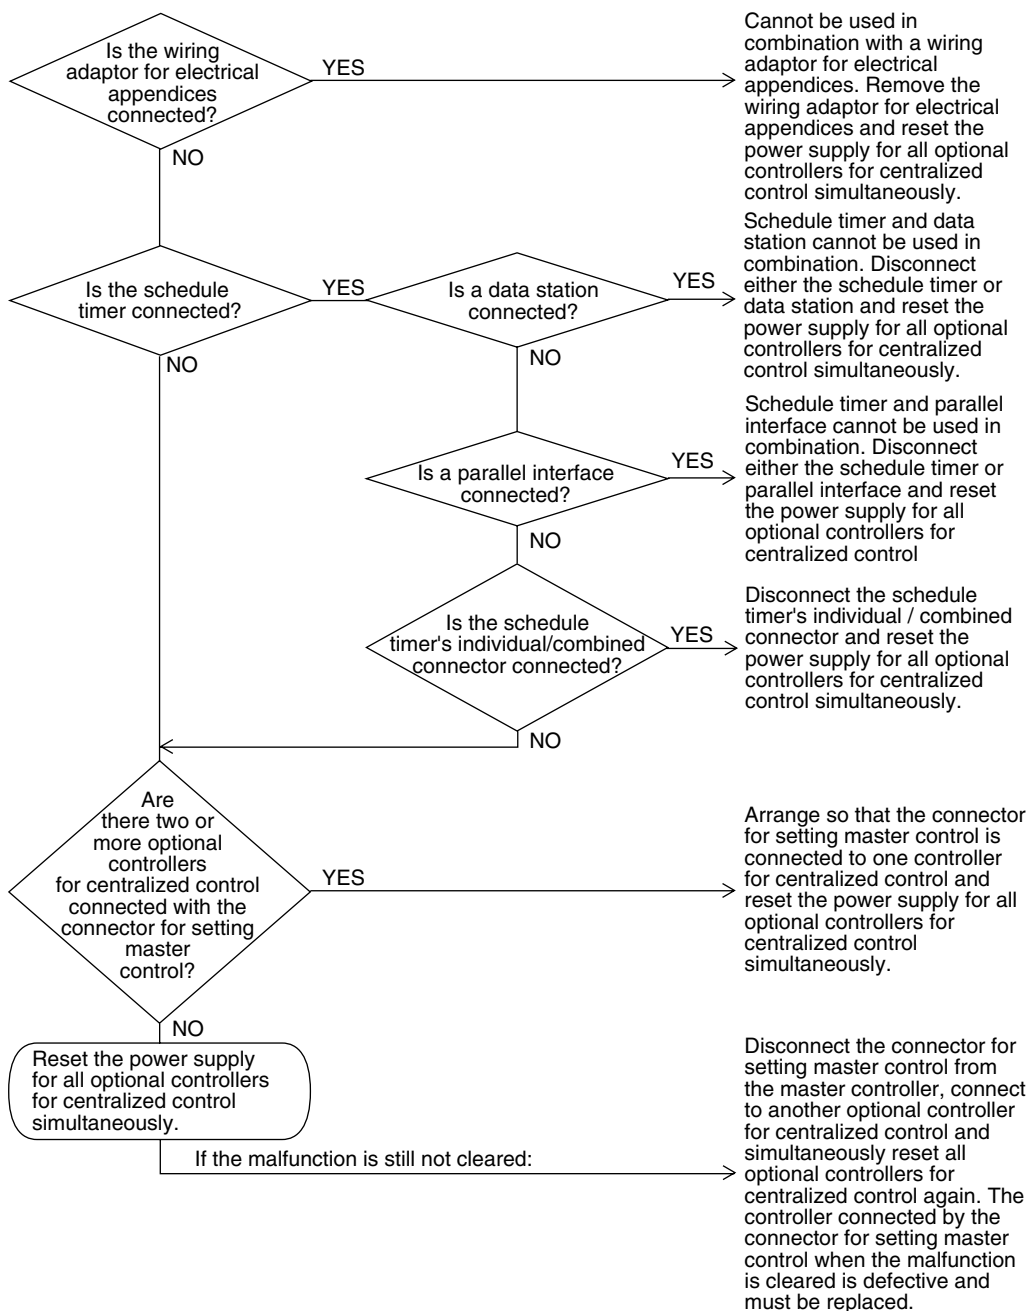 Is the wiring
adaptor for electrical
appendices
connected?
YES
Cannot be used in
combination with a wiring
adaptor for electrical
appendices. Remove the
wiring adaptor for electrical
appendices and reset the
power supply for all optional
controllers for centralized
control simultaneously.
NO
Is the schedule
timer connected?
YES
Is a data station
connected?
YES
Schedule timer and data
station cannot be used in
combination. Disconnect
either the schedule timer or
data station and reset the
power supply for all optional
controllers for centralized
control simultaneously.
NO
NO
Is a parallel interface
connected?
YES
Schedule timer and parallel
interface cannot be used in
combination. Disconnect
either the schedule timer or
parallel interface and reset
the power supply for all
optional controllers for
centralized control
NO
Is the schedule
timer's individual/combined
connector connected?
YES
Disconnect the schedule
timer's individual / combined
connector and reset the
power supply for all optional
controllers for centralized
control simultaneously.
NO
Are
there two or
more optional
controllers
for centralized control
connected with the
connector for setting
master
control?
YES
Arrange so that the connector
for setting master control is
connected to one controller
for centralized control and
reset the power supply for all
optional controllers for
centralized control
simultaneously.
NO
Reset the power supply
for all optional controllers
for centralized control
simultaneously.
If the malfunction is still not cleared:
Disconnect the connector for
setting master control from
the master controller, connect
to another optional controller
for centralized control and
simultaneously reset all
optional controllers for
centralized control again. The
controller connected by the
connector for setting master
control when the malfunction
is cleared is defective and
must be replaced.